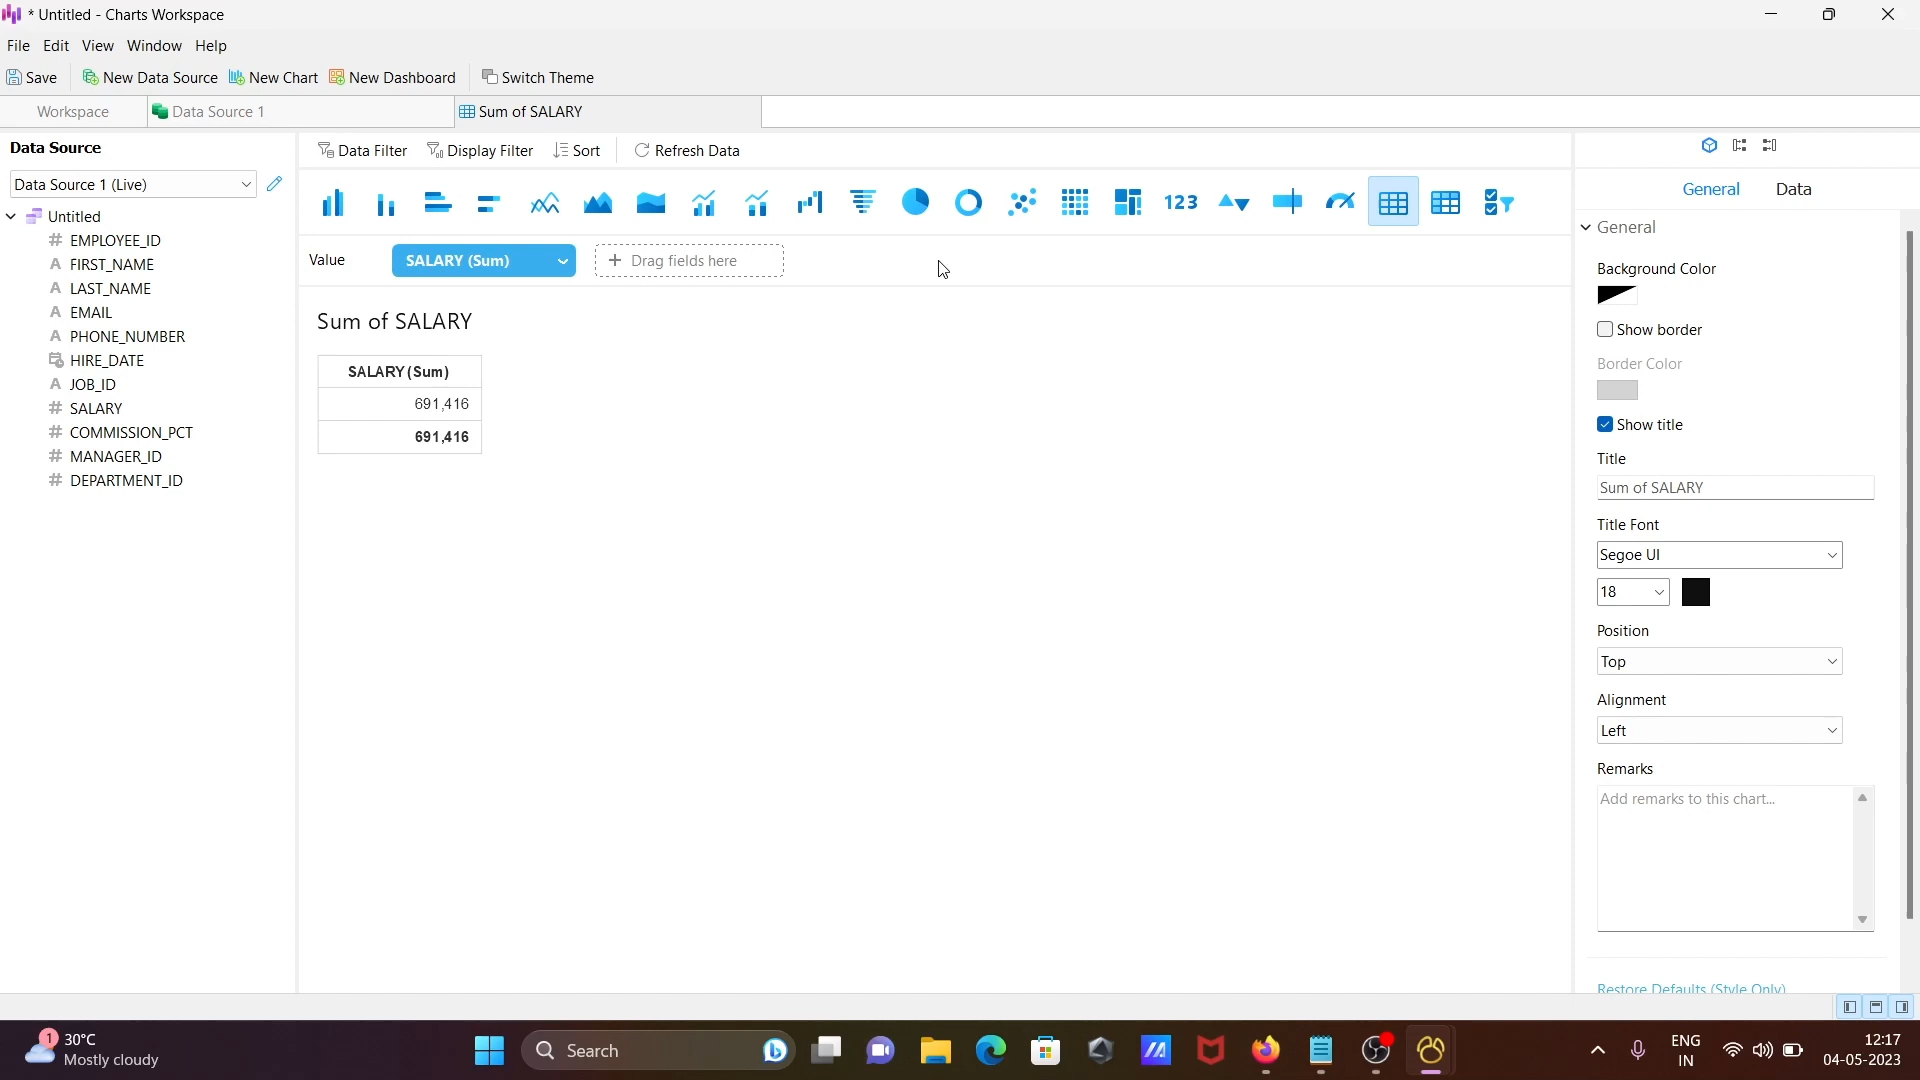 * Untitled - Charts Workspace
File Edit View Window Help
Save New Data Source New Chart New Dashboard Switch Theme
Workspace Data Source 1 Sum of SALARY
Data Source
Data Source 1 (Live)
Untitled
# EMPLOYEE_ID
A FIRST_NAME
A LAST_NAME
A EMAIL
A PHONE_NUMBER
HIRE_DATE
A JOB_ID
# SALARY
# COMMISSION_PCT
# MANAGER_ID
# DEPARTMENT_ID
Data Filter Display Filter Sort Refresh Data
123
Value SALARY (Sum) + Drag fields here
Sum of SALARY
SALARY (Sum)
691,416
691,416
General Data
General
Background Color
Show border
Border Color
Show title
Title
Sum of SALARY
Title Font
Segoe UI
18
Position
Top
Alignment
Left
Remarks
Add remarks to this chart...
Restore Defaults (Style Only)
1
30°C
Mostly cloudy
Search
ENG
IN
12:17
04-05-2023